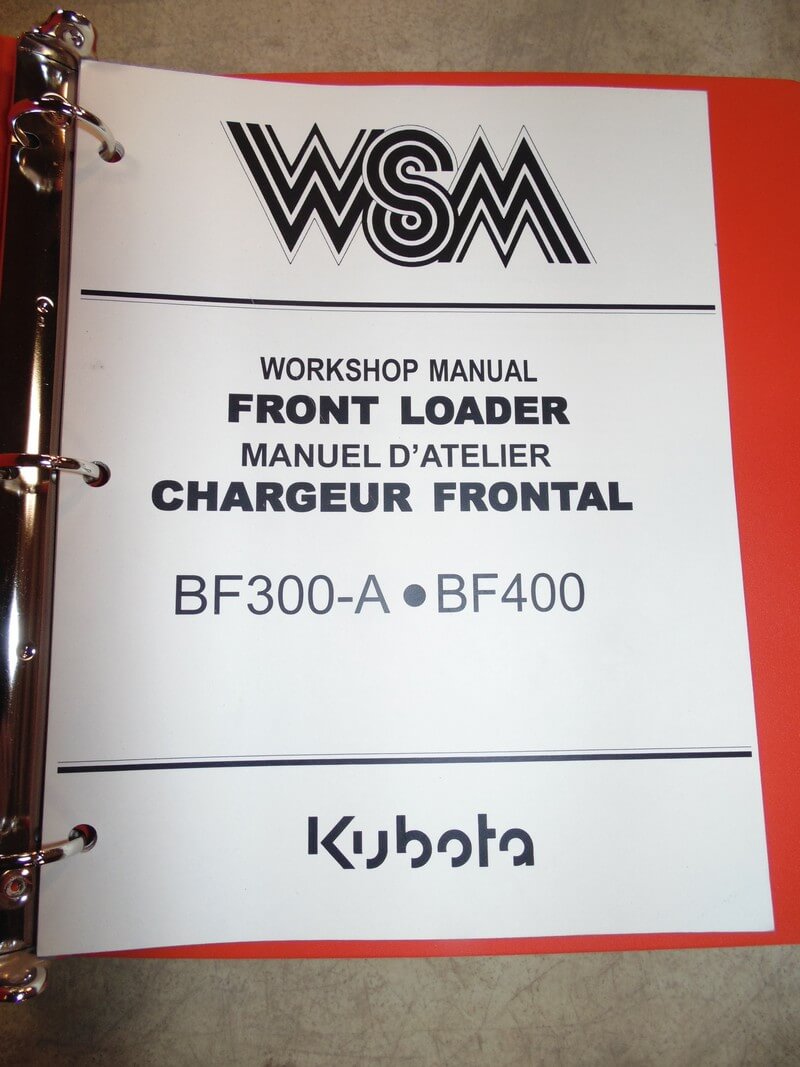 WSM
WORKSHOP MANUAL
FRONT LOADER
MANUEL D'ATELIER
CHARGEUR FRONTAL
BF300-A ● BF400
Kubota